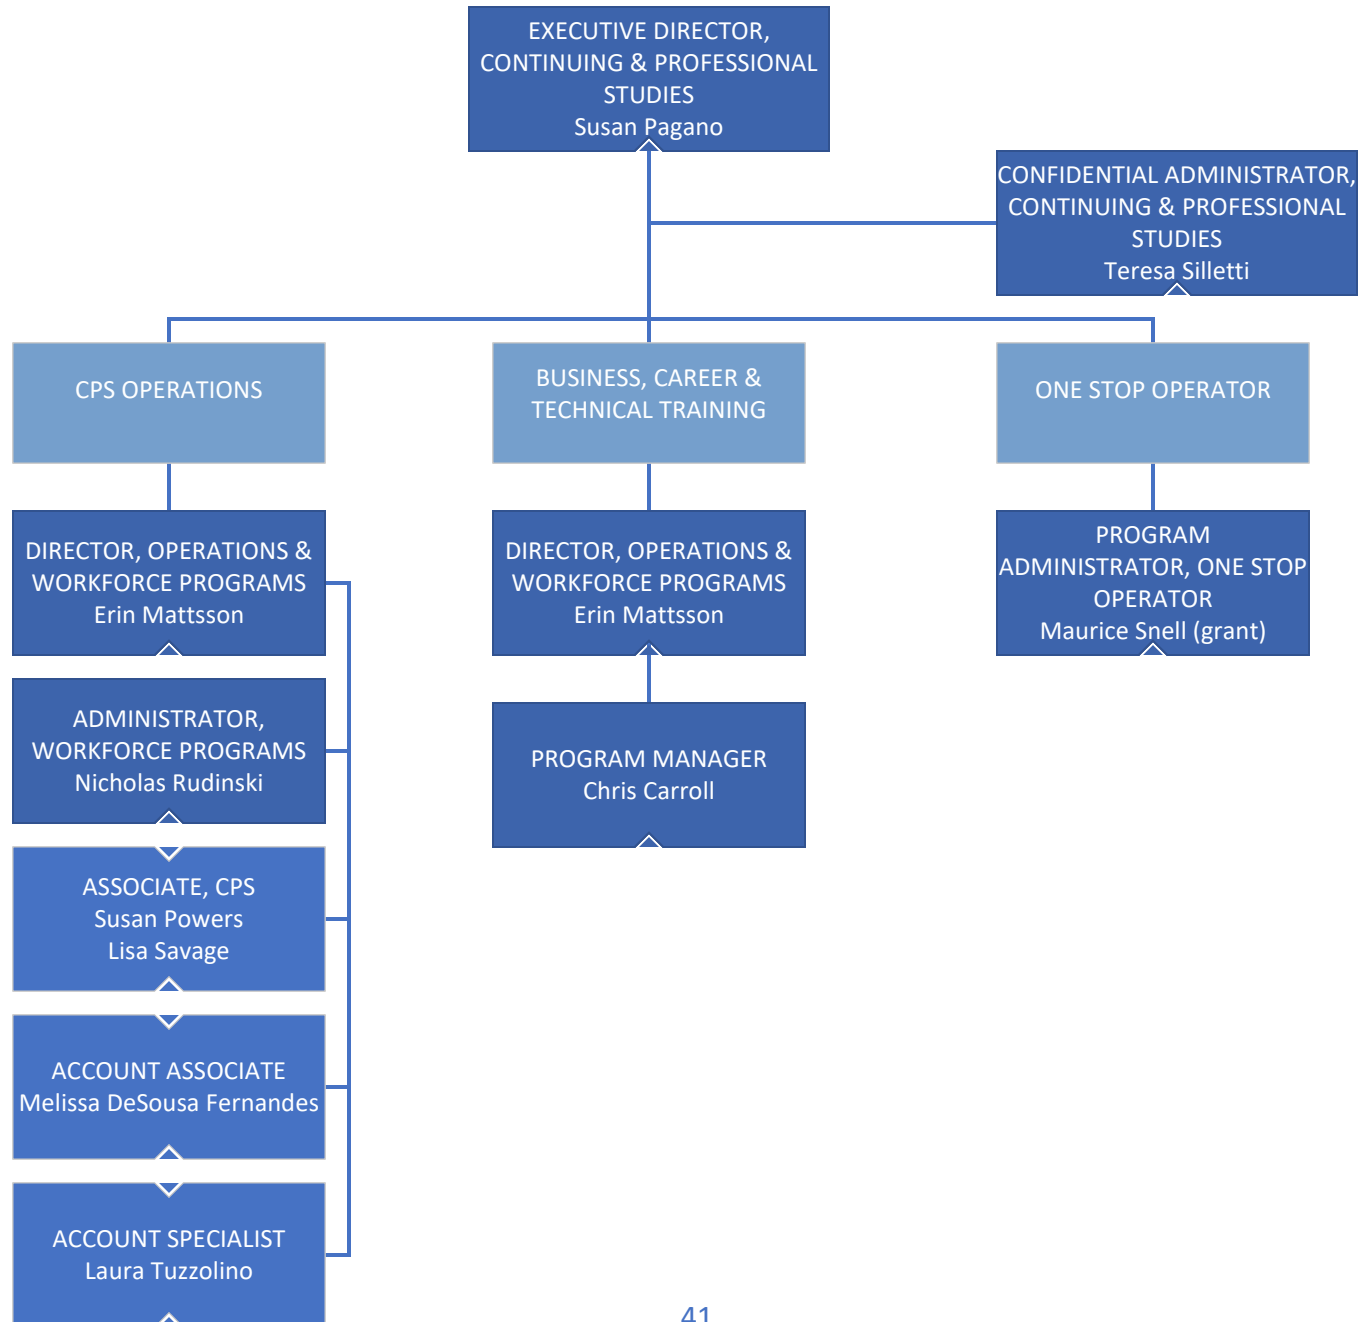 EXECUTIVE DIRECTOR,
CONTINUING & PROFESSIONAL
STUDIES
Susan Pagano
CONFIDENTIAL ADMINISTRATOR,
CONTINUING & PROFESSIONAL
STUDIES
Teresa Silletti
CPS OPERATIONS
BUSINESS, CAREER &
TECHNICAL TRAINING
ONE STOP OPERATOR
DIRECTOR, OPERATIONS &
WORKFORCE PROGRAMS
Erin Mattsson
DIRECTOR, OPERATIONS &
WORKFORCE PROGRAMS
Erin Mattsson
PROGRAM
ADMINISTRATOR, ONE STOP
OPERATOR
Maurice Snell (grant)
ADMINISTRATOR,
WORKFORCE PROGRAMS
Nicholas Rudinski
PROGRAM MANAGER
Chris Carroll
ASSOCIATE, CPS
Susan Powers
Lisa Savage
ACCOUNT ASSOCIATE
Melissa DeSousa Fernandes
ACCOUNT SPECIALIST
Laura Tuzzolino
41